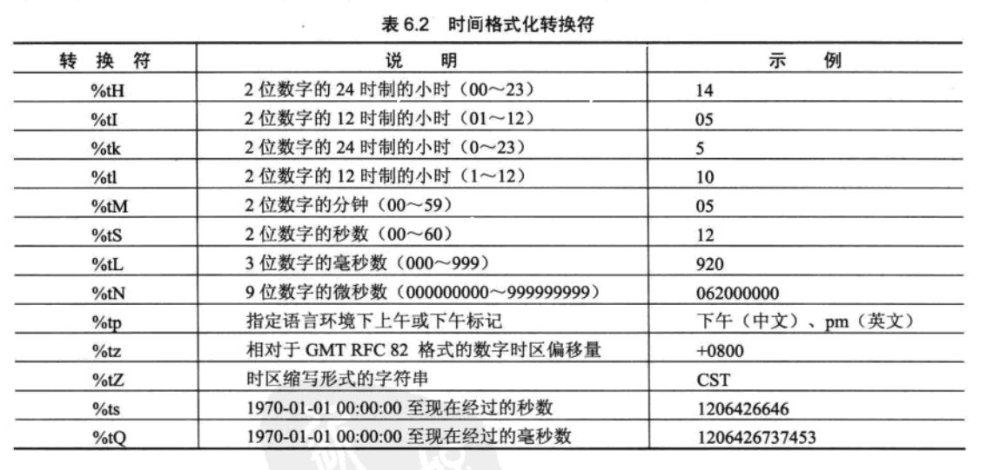 表 6.2 时间格式化转换符
转 换 符 说 明 示 例
%tH 2 位数字的 24 时制的小时（00～23） 14
%tI 2 位数字的 12 时制的小时（01～12） 05
%tk 2 位数字的 24 时制的小时（0～23） 5
%tl 2 位数字的 12 时制的小时（1～12） 10
%tM 2 位数字的分钟（00～59） 05
%tS 2 位数字的秒数（00～60） 12
%tL 3 位数字的毫秒数（000～999） 920
%tN 9 位数字的微秒数（000000000～999999999） 062000000
%tp 指定语言环境下上午或下午标记 下午（中文）、pm（英文）
%tz 相对于 GMT RFC 82 格式的数字时区偏移量 +0800
%tZ 时区缩写形式的字符串 CST
%ts 1970-01-01 00:00:00 至现在经过的秒数 1206426646
%tQ 1970-01-01 00:00:00 至现在经过的毫秒数 1206426737453